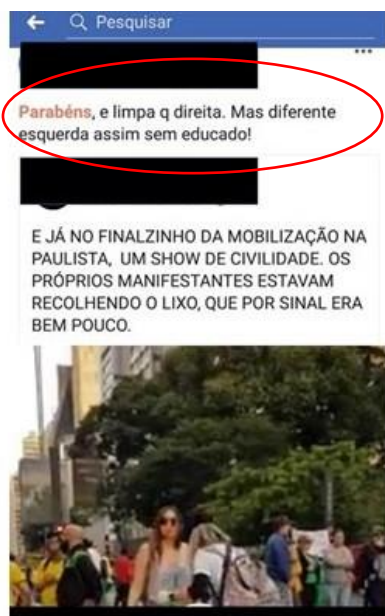 Pesquisar
Parabéns, e limpa q direita. Mas diferente
esquerda assim sem educado!
E JÁ NO FINALZINHO DA MOBILIZAÇÃO NA
PAULISTA, UM SHOW DE CIVILIDADE. OS
PRÓPRIOS MANIFESTANTES ESTAVAM
RECOLHENDO O LIXO, QUE POR SINAL ERA
BEM POUCO.